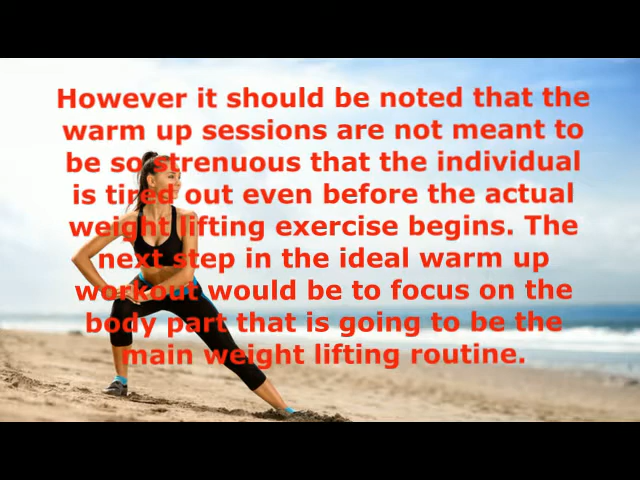 However it should be noted that the
warm up sessions are not meant to
be so strenuous that the individual
is tired out even before the actual
weight lifting exercise begins. The
next step in the ideal warm up
workout would be to focus on the
body part that is going to be the
main weight lifting routine.